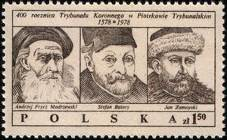 400 rocznica Trybunału Koronnego w Piotrkowie Trybunalskim
1578 • 1978
Andrzej Frycz Modrzewski
Stefan Batory
Jan Zamoyski
POLSKA zł 1.50